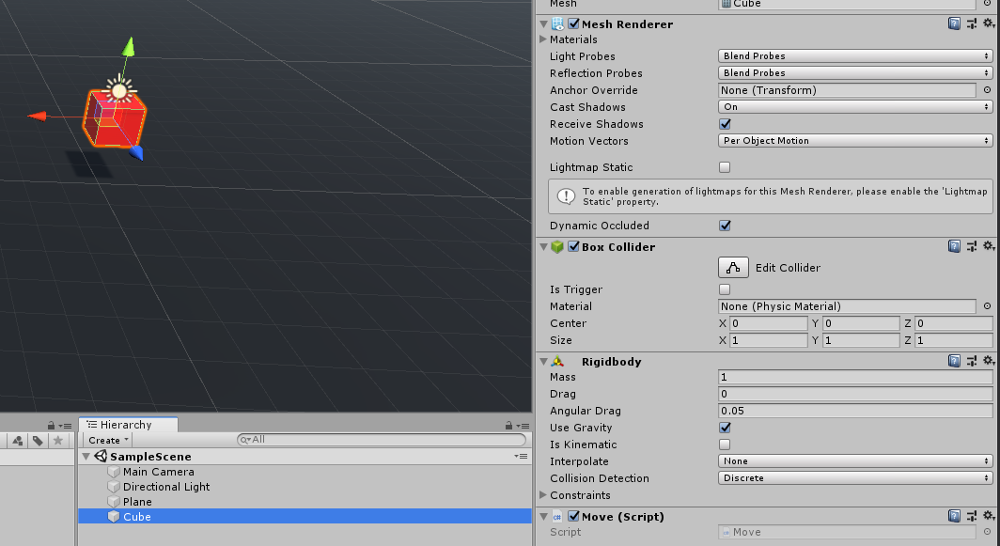 Mesh Cube
Mesh Renderer
Materials
Light Probes Blend Probes
Reflection Probes Blend Probes
Anchor Override None (Transform)
Cast Shadows On
Receive Shadows
Motion Vectors Per Object Motion
Lightmap Static
To enable generation of lightmaps for this Mesh Renderer, please enable the 'Lightmap
Static' property.
Dynamic Occluded
Box Collider
Edit Collider
Is Trigger
Material None (Physic Material)
Center X 0 Y 0 Z 0
Size X 1 Y 1 Z 1
Rigidbody
Mass 1
Drag 0
Angular Drag 0.05
Use Gravity
Is Kinematic
Interpolate None
Collision Detection Discrete
Constraints
Move (Script)
Script Move
Hierarchy
Create All
SampleScene
Main Camera
Directional Light
Plane
Cube